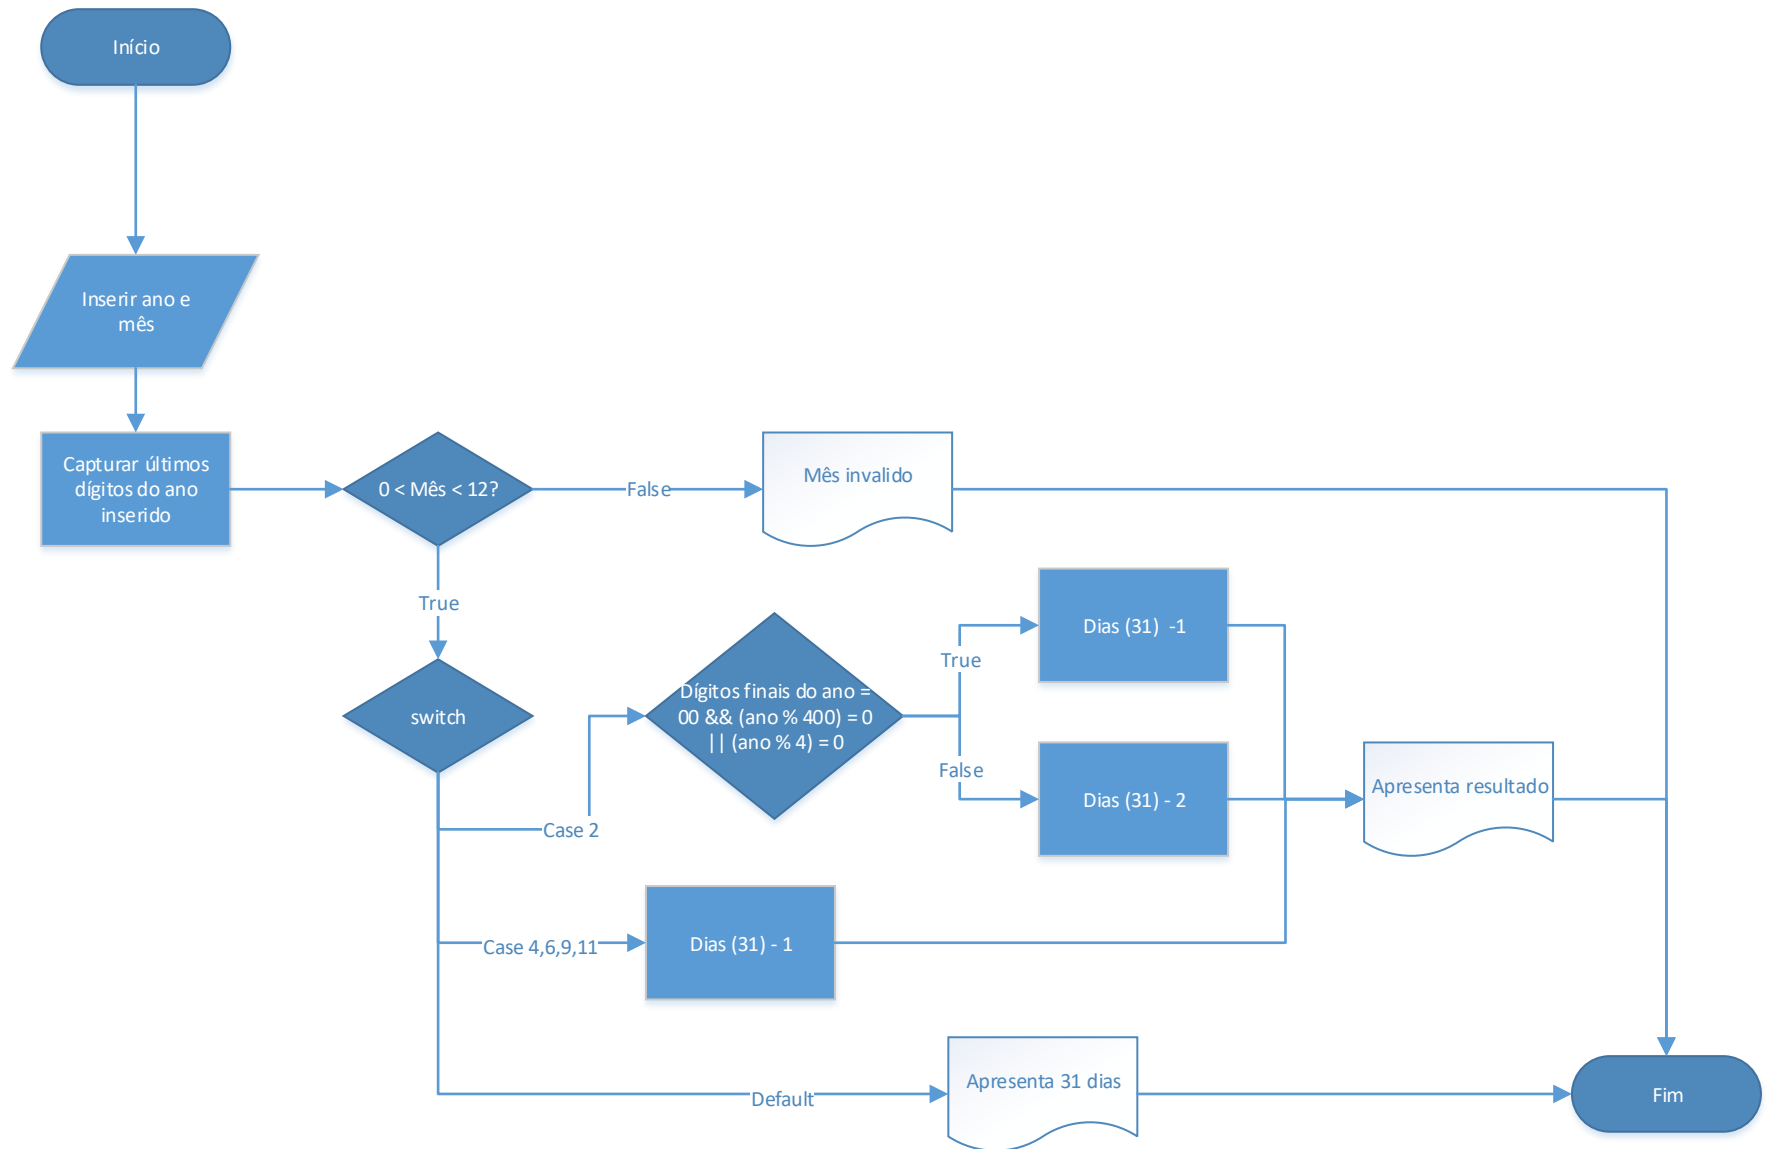 Início
Inserir ano e
mês
Capturar últimos
dígitos do ano
inserido
0 < Mês < 12?
False
Mês invalido
True
switch
Case 2
Dígitos finais do ano =
00 && (ano % 400) = 0
|| (ano % 4) = 0
True
False
Dias (31)  -1
Dias (31) - 2
Apresenta resultado
Case 4,6,9,11
Dias (31) - 1
Default
Apresenta 31 dias
Fim